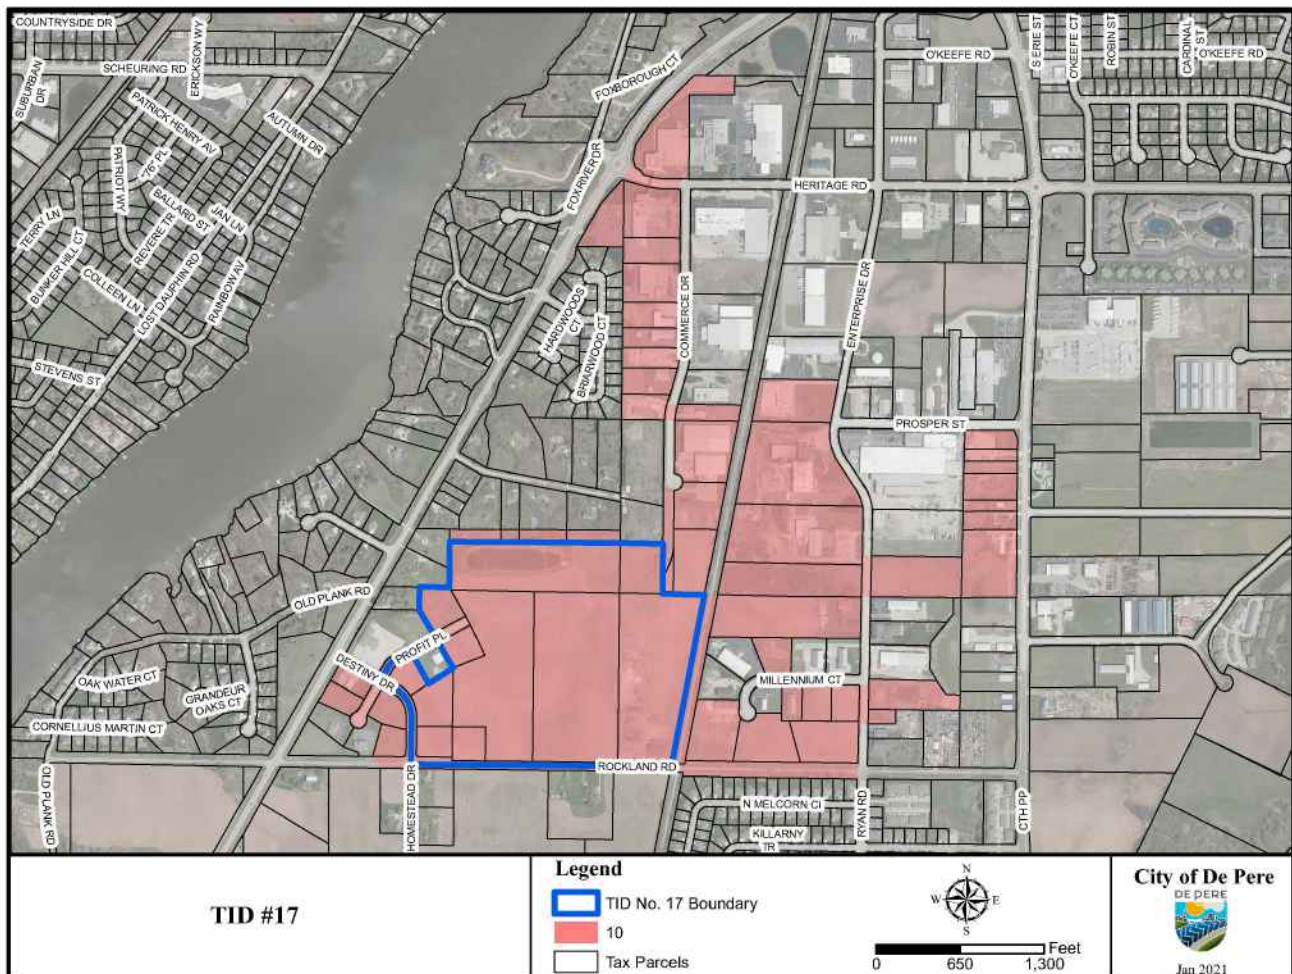 COUNTRYSIDE DR
SCHEURING RD
ERICKSON WY
SUBURBAN DR
PATRICK HENRY AV
AUTUMN DR
"76" PL
PATRIOT WY
BALLARD ST
JAN LN
REVERE TR
TERRY LN
BUNKER HILL CT
COLLEEN LN
LOST DAUPHIN RD
RAINBOW AV
STEVENS ST
FOXBOROUGH CT
FOX RIVER DR
HARDWOODS CT
BRIARWOOD CT
COMMERCE DR
HERITAGE RD
ENTERPRISE DR
O'KEEFE RD
S ERIE ST
O'KEEFE CT
ROBIN ST
CARDINAL ST
O'KEEFE RD
PROSPER ST
OLD PLANK RD
PROFIT PL
DESTINY DR
OAK WATER CT
GRANDEUR OAKS CT
CORNELLIUS MARTIN CT
OLD PLANK RD
HOMESTEAD DR
ROCKLAND RD
MILLENNIUM CT
N MELCORN CI
KILLARNY TR
RYAN RD
CTH PP
TID #17
Legend
TID No. 17 Boundary
10
Tax Parcels
N
W E
S
Feet
0 650 1,300
City of De Pere
DE PERE
Jan 2021